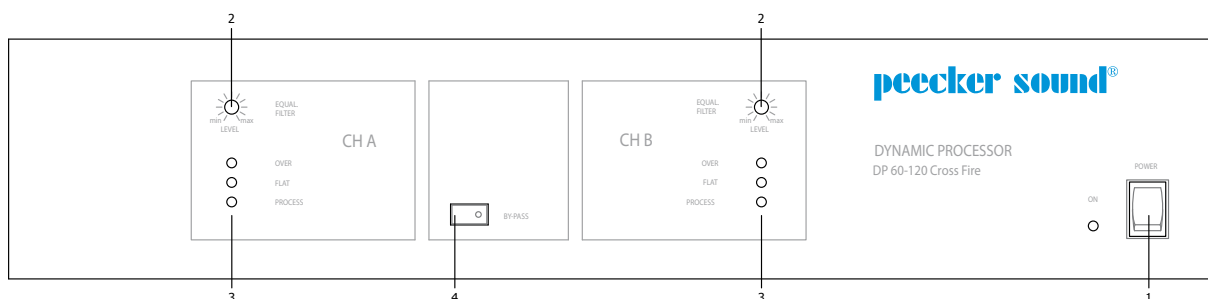 2
2
peecker sound®
EQUAL.
FILTER
min
max
LEVEL
CH A
OVER
FLAT
PROCESS
BY-PASS
EQUAL.
FILTER
min
max
LEVEL
CH B
OVER
FLAT
PROCESS
DYNAMIC PROCESSOR
DP 60-120 Cross Fire
POWER
ON
3
4
3
1